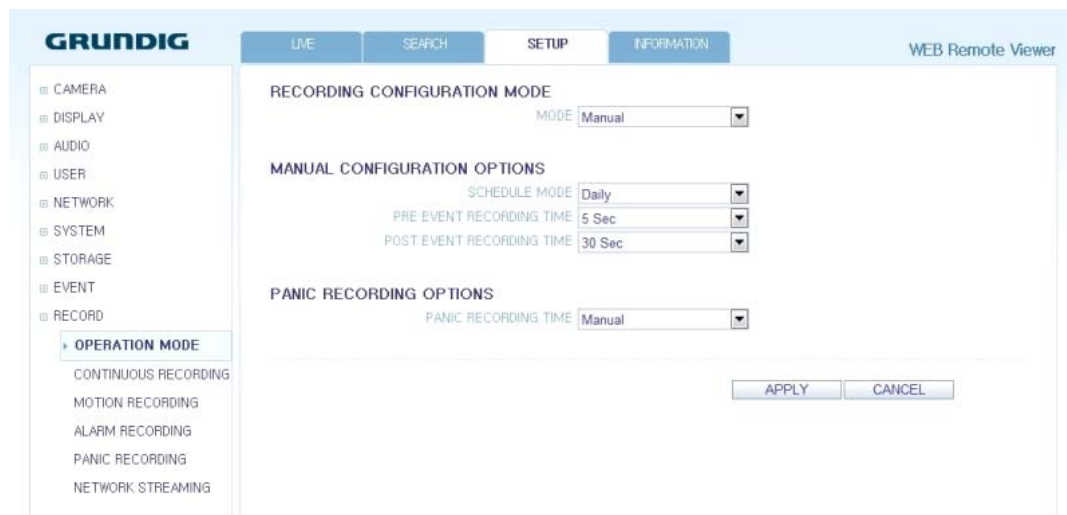 GRUNDIG
LIVE
SEARCH
SETUP
INFORMATION
WEB Remote Viewer
CAMERA
DISPLAY
AUDIO
USER
NETWORK
SYSTEM
STORAGE
EVENT
RECORD
OPERATION MODE
CONTINUOUS RECORDING
MOTION RECORDING
ALARM RECORDING
PANIC RECORDING
NETWORK STREAMING
RECORDING CONFIGURATION MODE
MODE Manual
MANUAL CONFIGURATION OPTIONS
SCHEDULE MODE Daily
PRE EVENT RECORDING TIME 5 Sec
POST EVENT RECORDING TIME 30 Sec
PANIC RECORDING OPTIONS
PANIC RECORDING TIME Manual
APPLY CANCEL